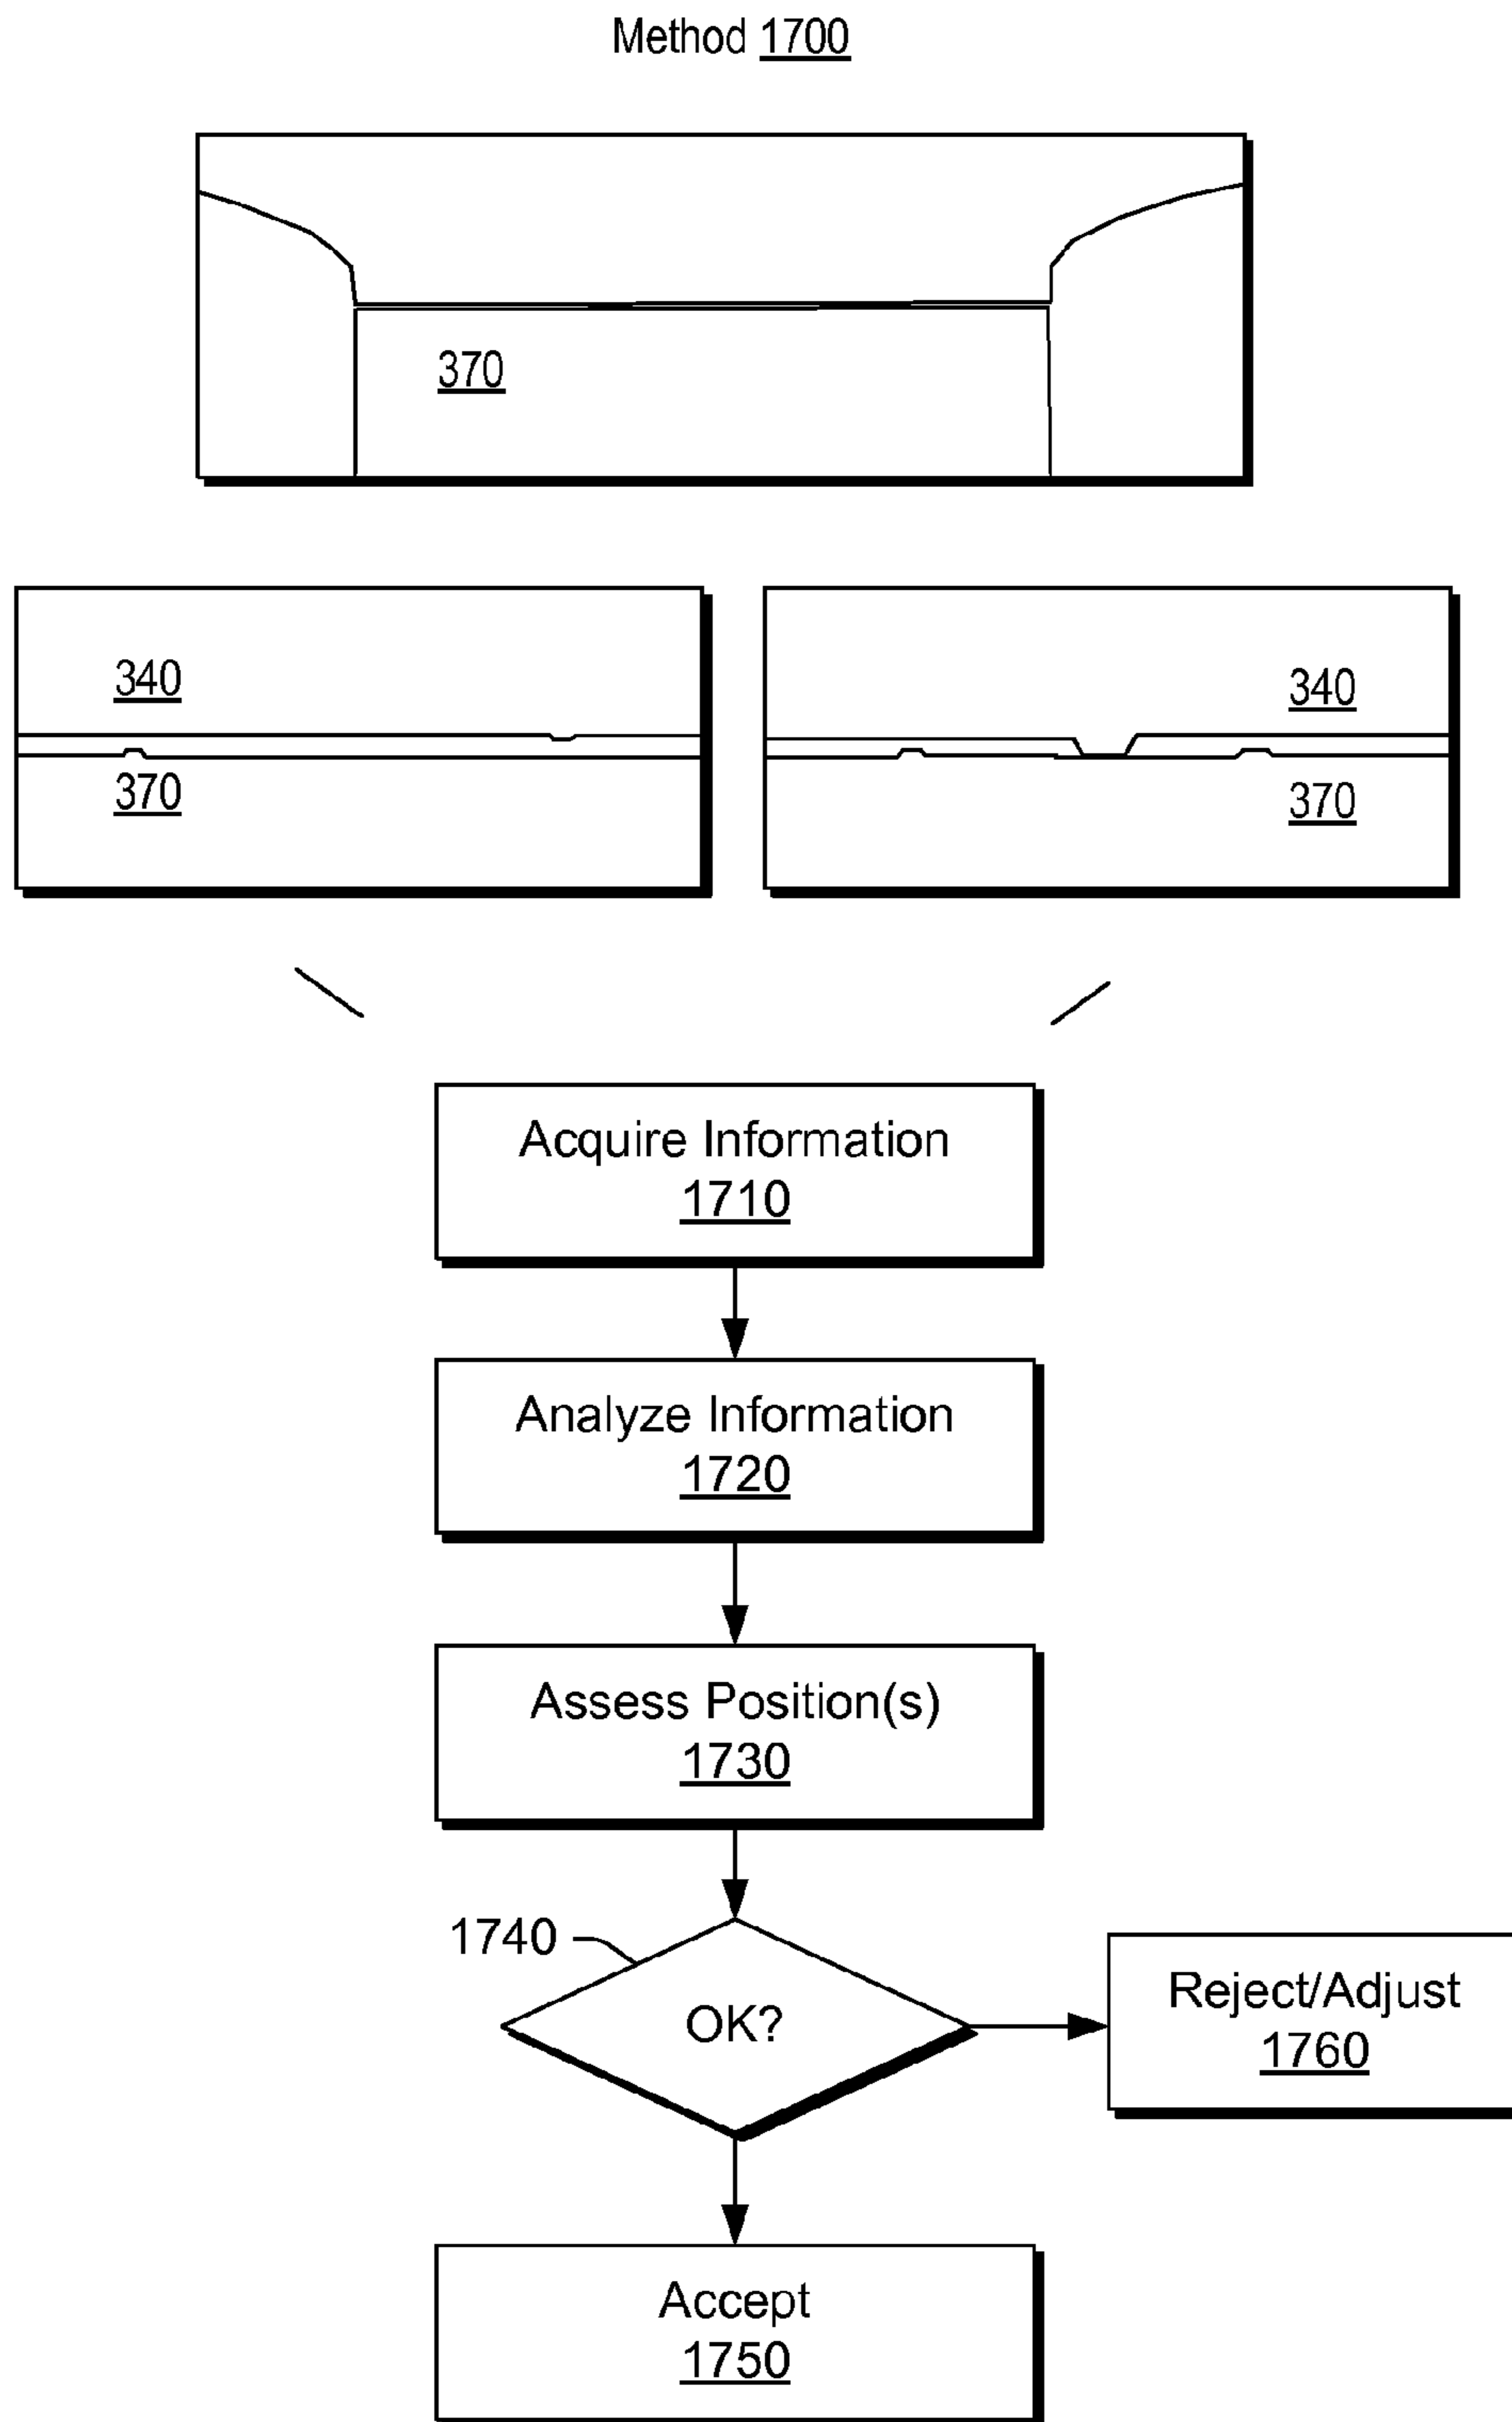 Method 1700
370
340
370
340
370
Acquire Information
1710
Analyze Information
1720
Assess Position(s)
1730
1740
OK?
Reject/Adjust
1760
Accept
1750